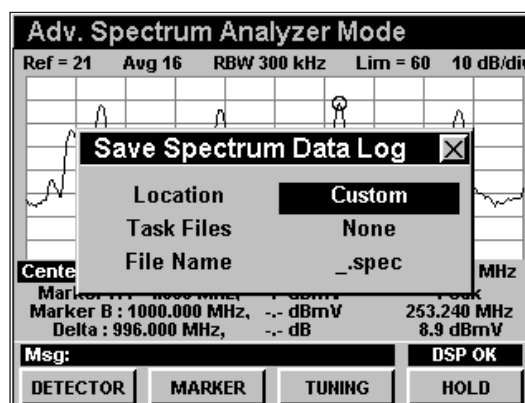 Adv. Spectrum Analyzer Mode
Ref = 21 Avg 16 RBW 300 kHz Lim = 60 10 dB/div
Save Spectrum Data Log
Location Custom
Task Files None
File Name _.spec
MHz
Marker B : 1000.000 MHz, -.- dBmV 253.240 MHz
Delta : 996.000 MHz, -.- dB 8.9 dBmV
Msg: DSP OK
DETECTOR MARKER TUNING HOLD